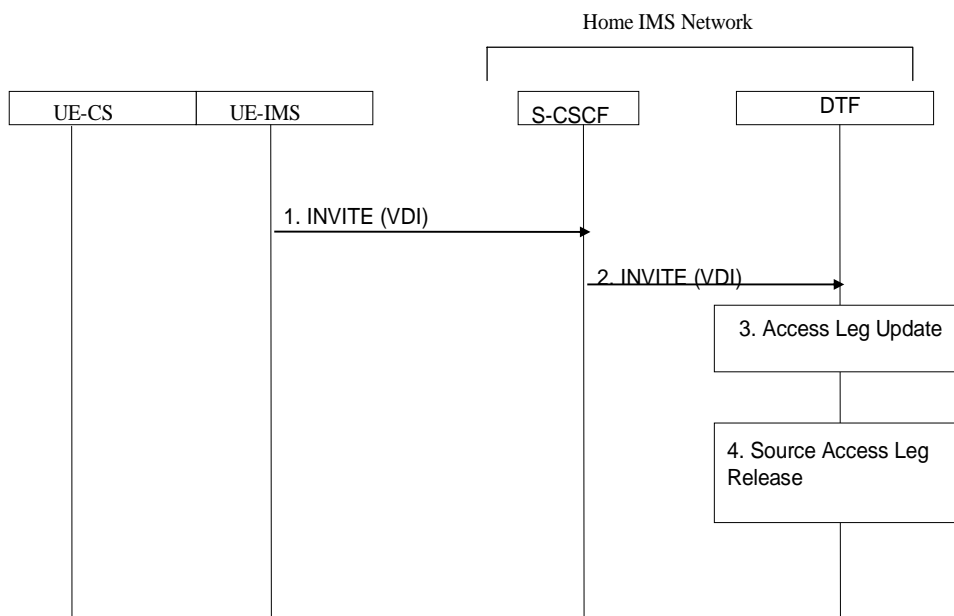 Home IMS Network
UE-CS
UE-IMS
S-CSCF
DTF
1. INVITE (VDI)
2. INVITE (VDI)
3. Access Leg Update
4. Source Access Leg
Release